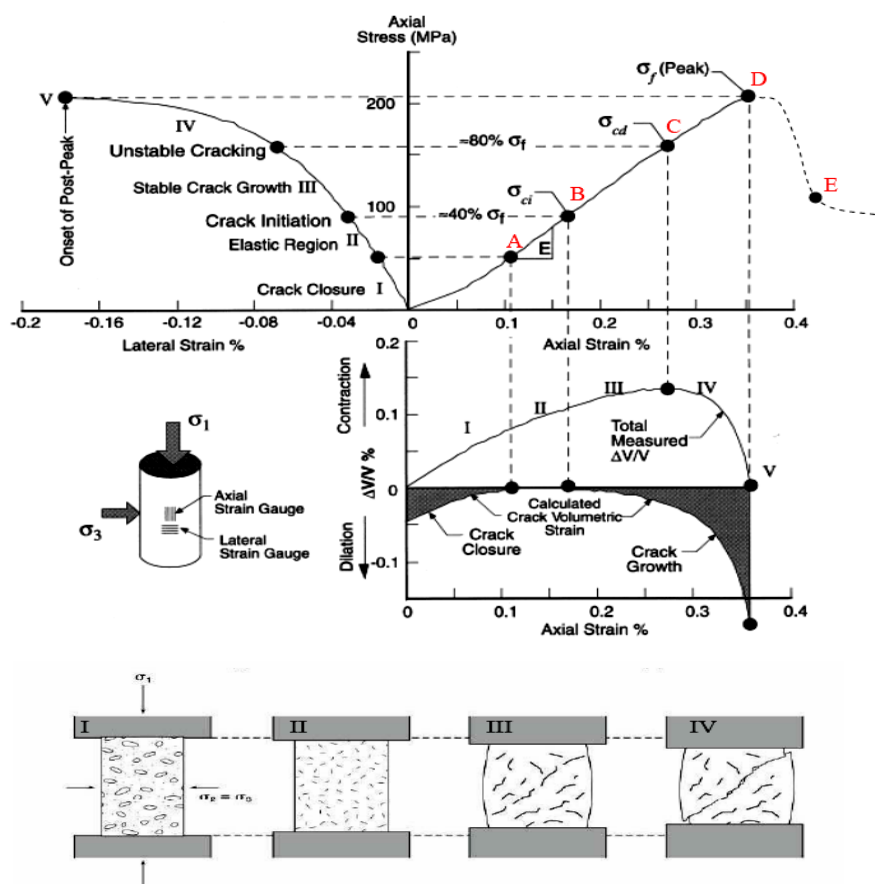 Axial
Stress (MPa)
σf (Peak)
D
V
200
IV
σcd
C
Unstable Cracking
≈80% σf
Stable Crack Growth III
σci
B
100
Crack Initiation
≈40% σf
Elastic Region
II
A
E
E
Onset of Post-Peak
Crack Closure
I
-0.2
-0.16
-0.12
-0.08
-0.04
0
0.1
0.2
0.3
0.4
Lateral Strain %
Axial Strain %
0.2
Contraction
III
IV
I
II
0.1
Total
Measured
ΔV/V
V
ΔV/V %
0
Calculated
Crack Volumetric
Strain
Crack
Closure
Dilation
Crack
Growth
-0.1
0
0.1
0.2
0.3
0.4
Axial Strain %
σ1
Axial
Strain Gauge
σ3
Lateral
Strain Gauge
σ1
I
II
III
IV
σ2 = σ3